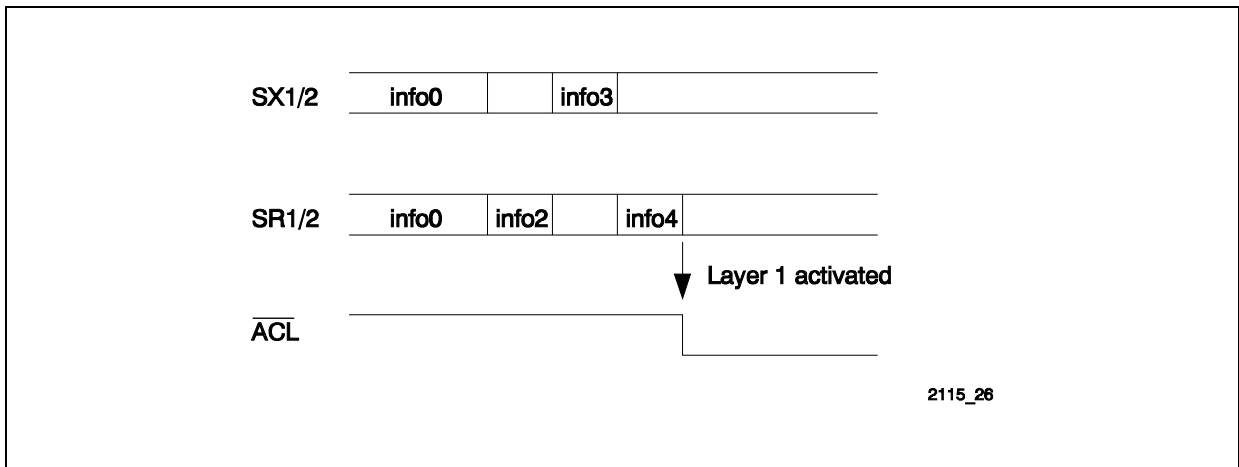 SX1/2 info0 info3
SR1/2 info0 info2 info4
Layer 1 activated
ACL
2115_26